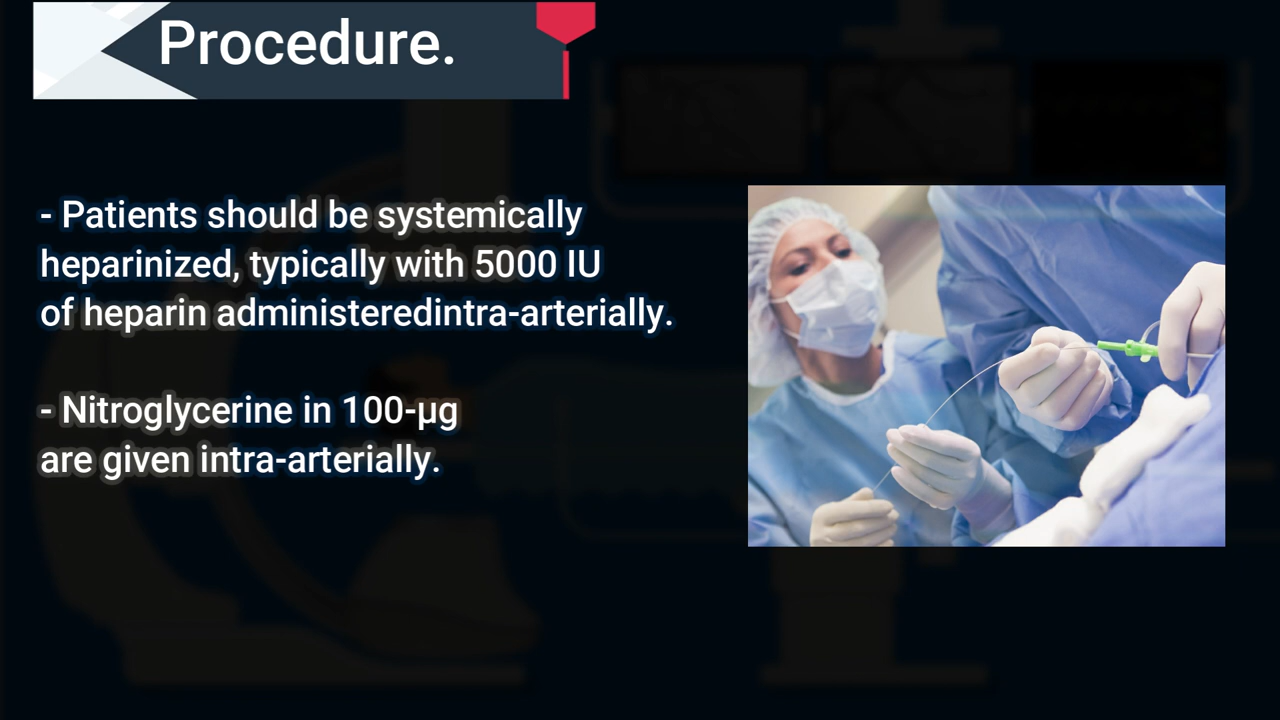 Procedure.
- Patients should be systemically
heparinized, typically with 5000 IU
of heparin administeredintra-arterially.
- Nitroglycerine in 100-µg
are given intra-arterially.